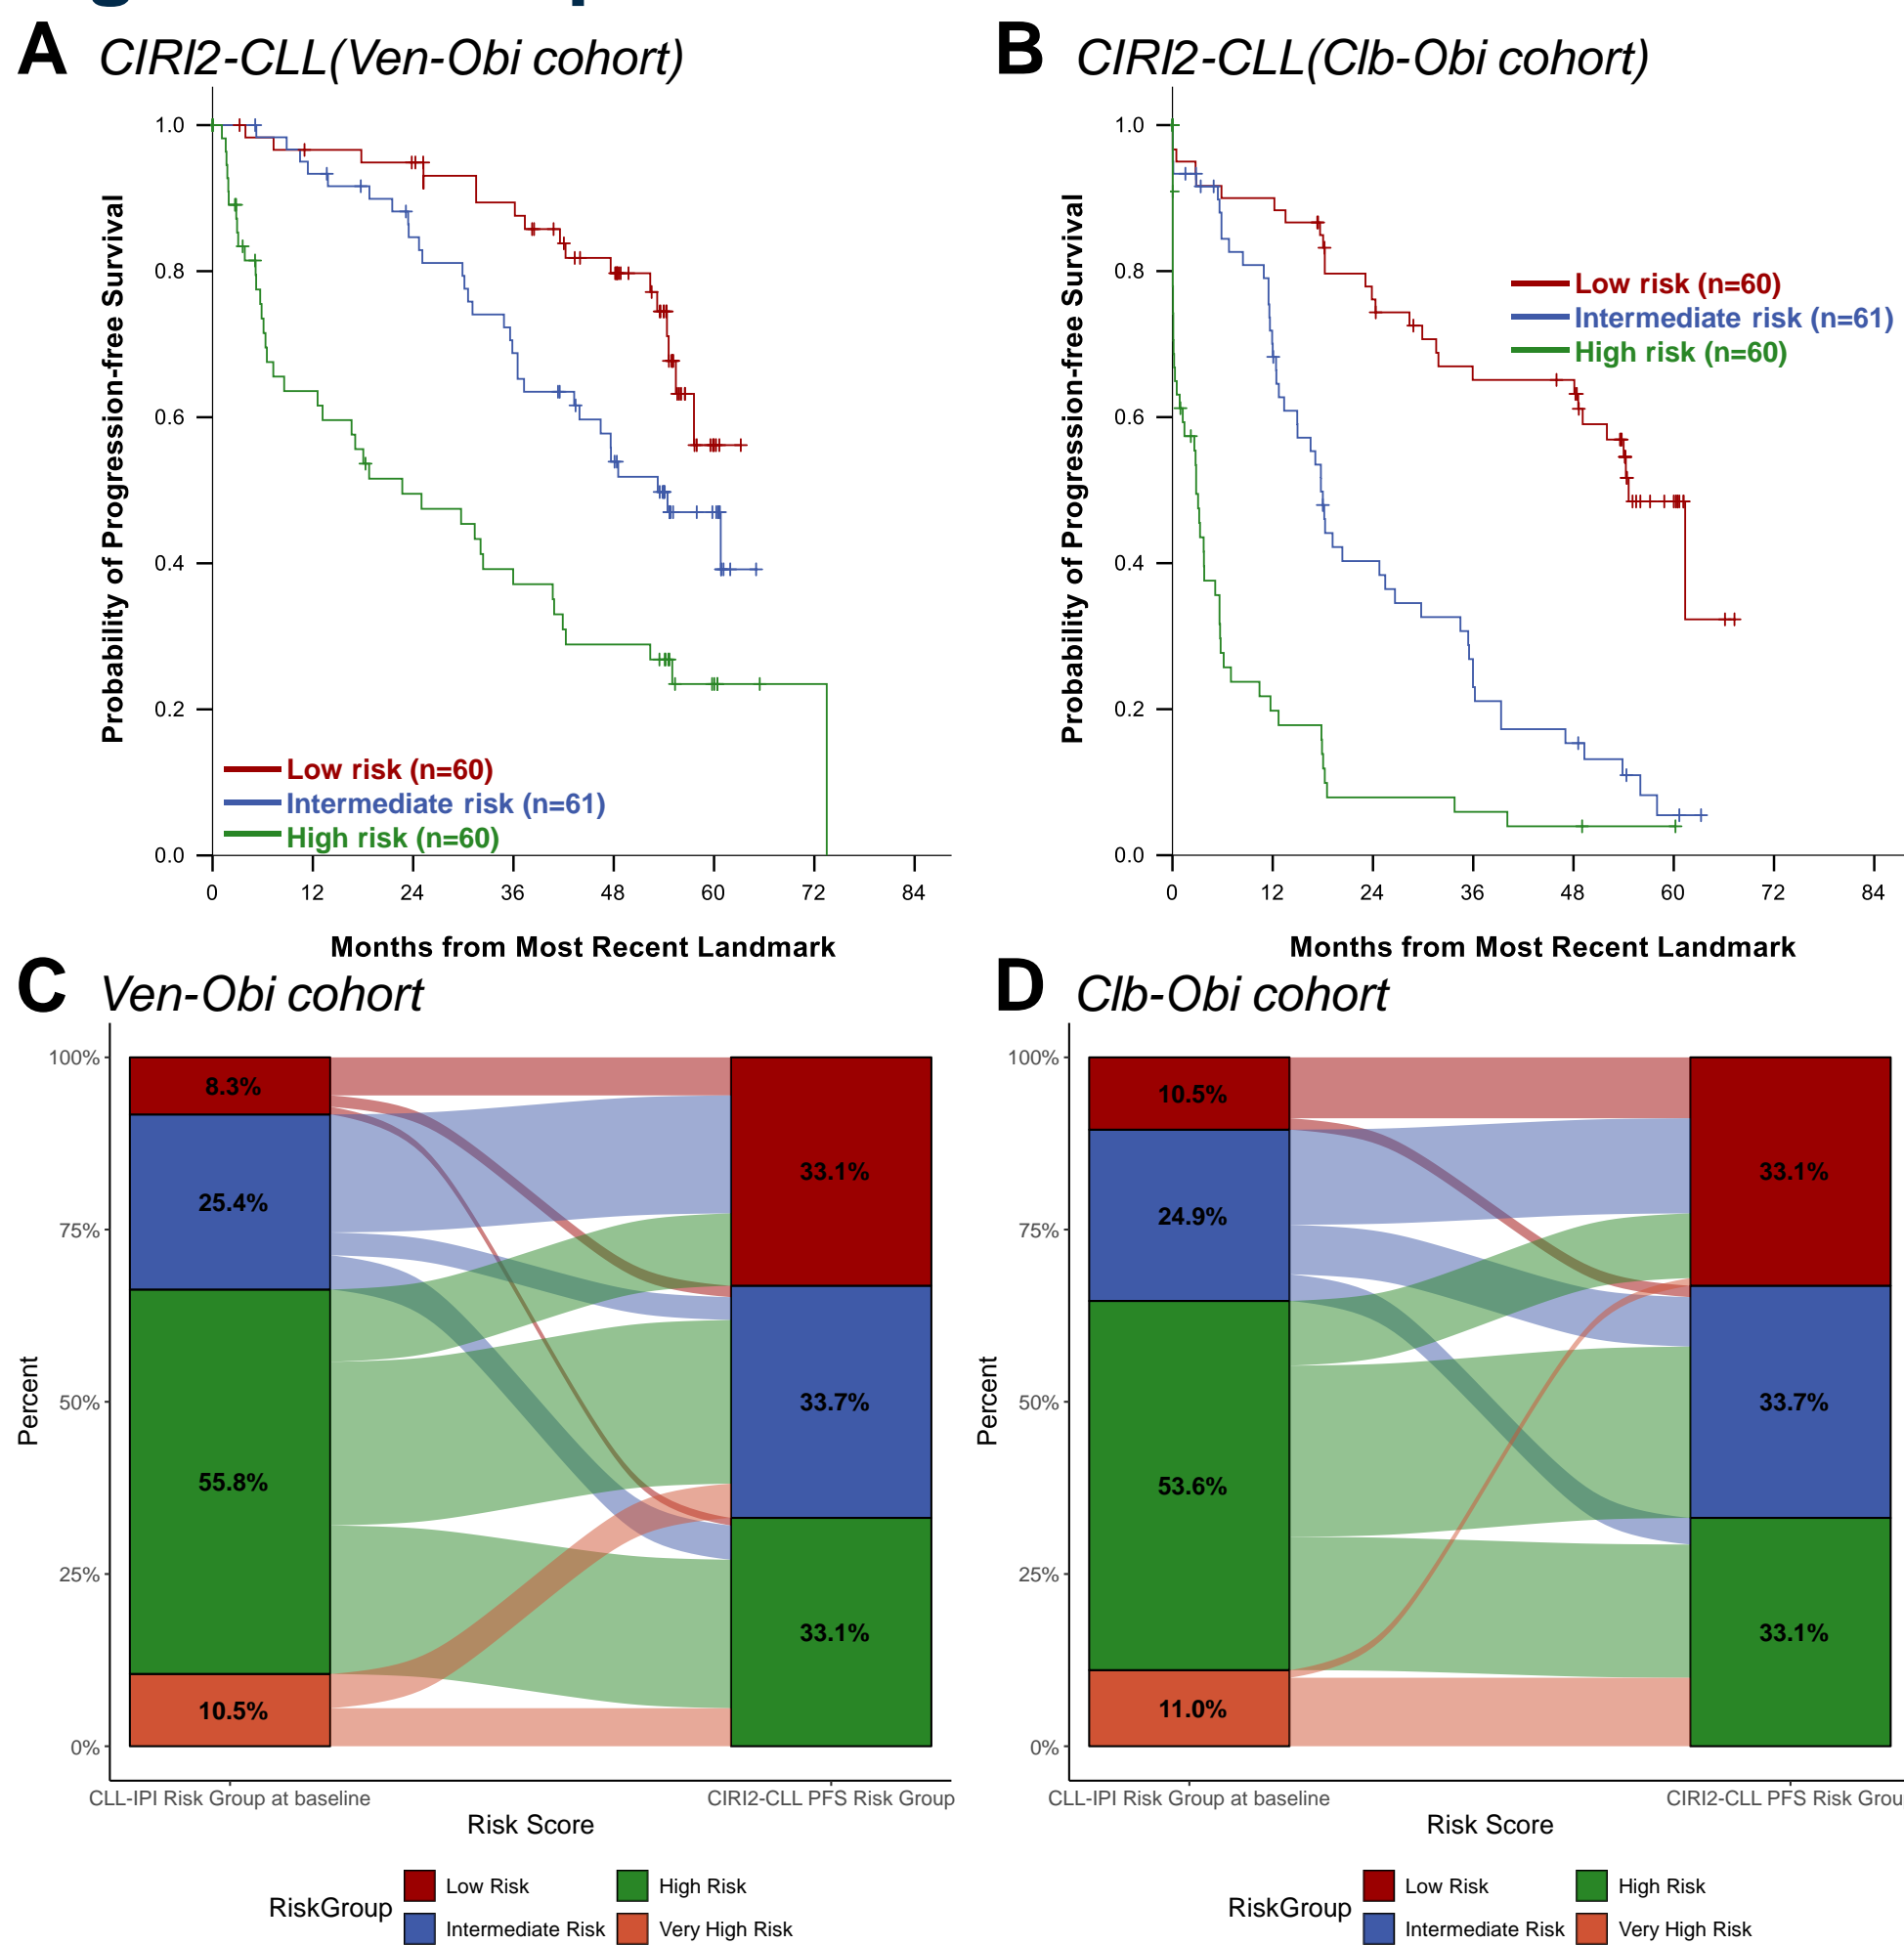 A CIRI2-CLL(Ven-Obi cohort)
Probability of Progression-free Survival
1.0
0.8
0.6
0.4
0.2
0.0
Low risk (n=60)
Intermediate risk (n=61)
High risk (n=60)
0 12 24 36 48 60 72 84
Months from Most Recent Landmark
B CIRI2-CLL(Clb-Obi cohort)
Probability of Progression-free Survival
1.0
0.8
0.6
0.4
0.2
0.0
Low risk (n=60)
Intermediate risk (n=61)
High risk (n=60)
0 12 24 36 48 60 72 84
Months from Most Recent Landmark
C Ven-Obi cohort
Percent
100%
75%
50%
25%
0%
8.3%
25.4%
55.8%
10.5%
33.1%
33.7%
33.1%
CLL-IPI Risk Group at baseline CIRI2-CLL PFS Risk Group
Risk Score
RiskGroup
Low Risk High Risk
Intermediate Risk Very High Risk
D Clb-Obi cohort
Percent
100%
75%
50%
25%
0%
10.5%
24.9%
53.6%
11.0%
33.1%
33.7%
33.1%
CLL-IPI Risk Group at baseline CIRI2-CLL PFS Risk Grou
Risk Score
RiskGroup
Low Risk High Risk
Intermediate Risk Very High Risk